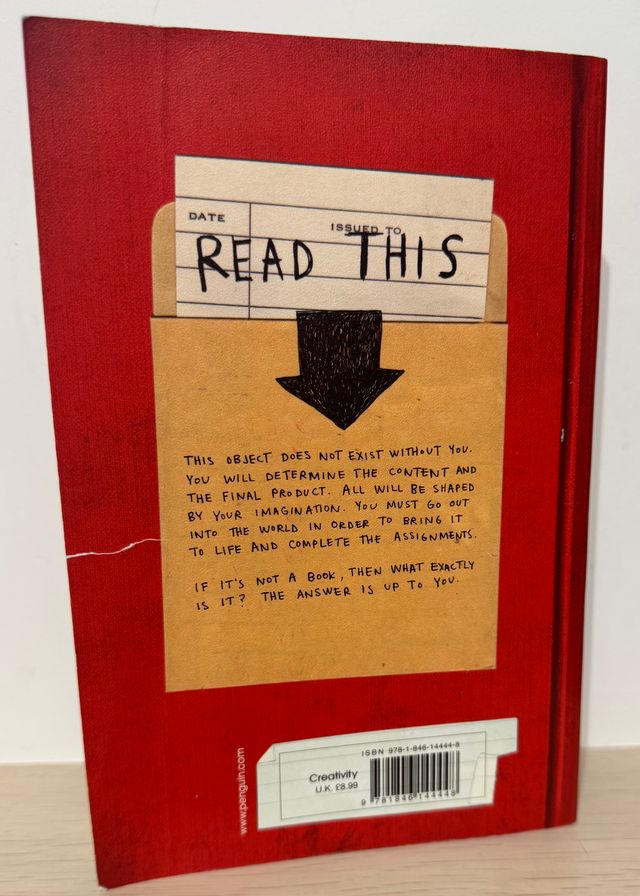 DATE
ISSUED TO
READ THIS
THIS OBJECT DOES NOT EXIST WITHOUT YOU.
YOU WILL DETERMINE THE CONTENT AND
THE FINAL PRODUCT. ALL WILL BE SHAPED
BY YOUR IMAGINATION. YOU MUST GO OUT
INTO THE WORLD IN ORDER TO BRING IT
TO LIFE AND COMPLETE THE ASSIGNMENTS.
IF IT'S NOT A BOOK, THEN WHAT EXACTLY
IS IT? THE ANSWER IS UP TO YOU.
www.penguin.com
ISBN 978-1-846-14444-8
Creativity
U.K. £8.99
9 781846 144448